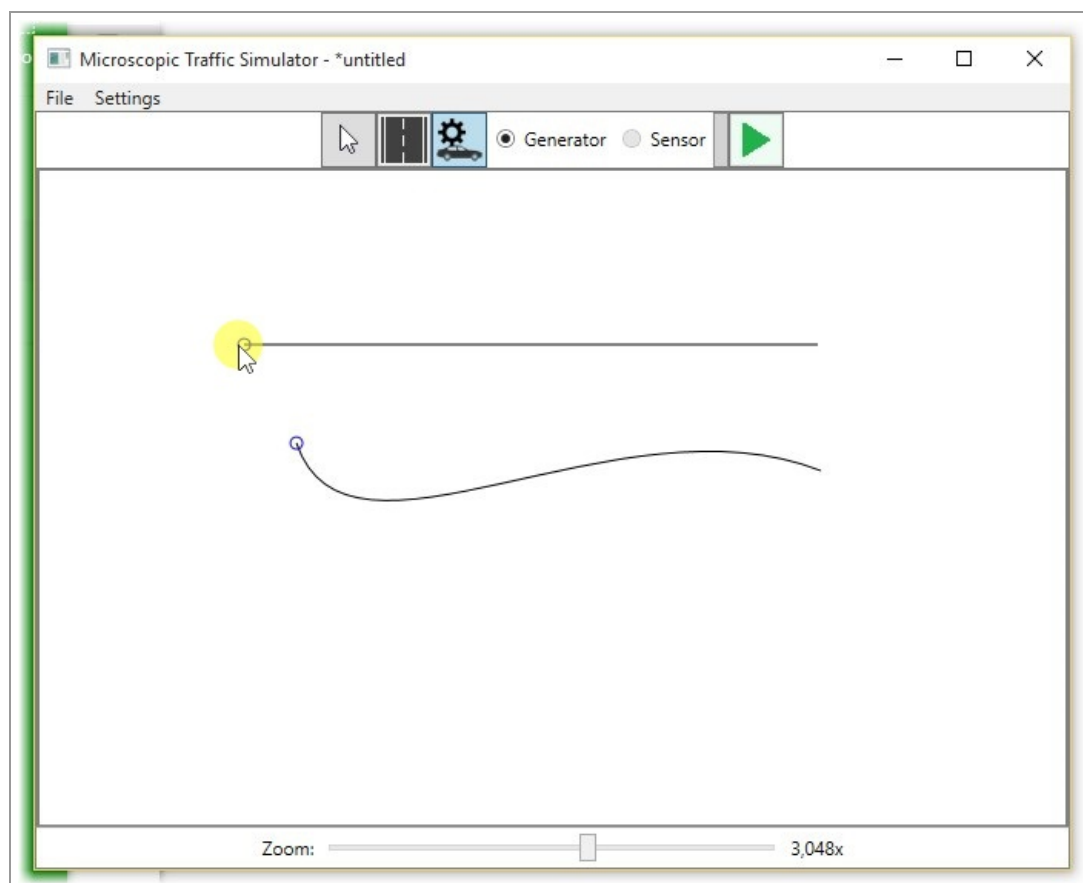 Microscopic Traffic Simulator - *untitled
File Settings
Generator Sensor
Zoom: 3,048x